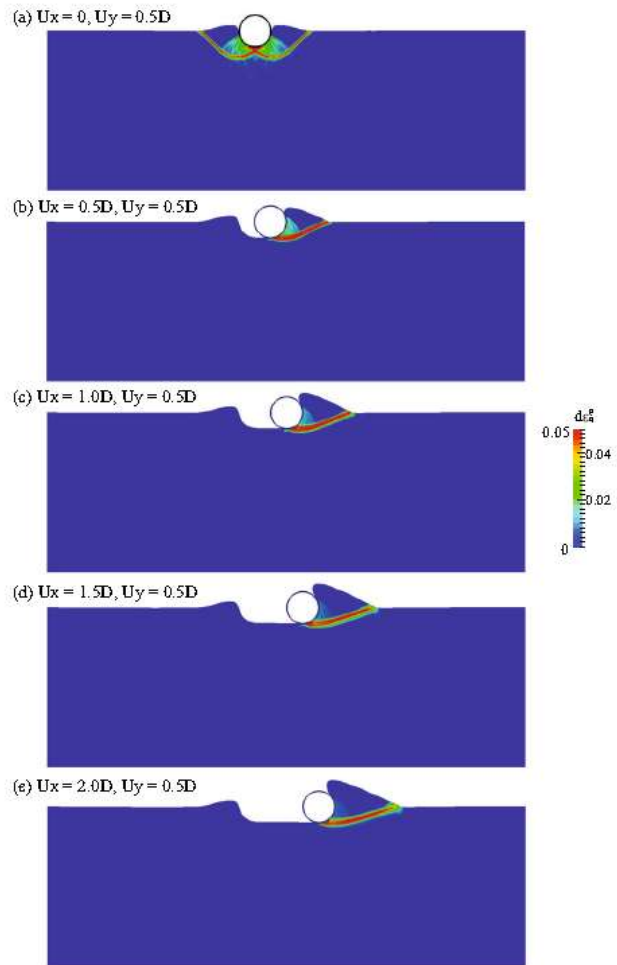 (a) Ux = 0, Uy = 0.5D
(b) Ux = 0.5D, Uy = 0.5D
(c) Ux = 1.0D, Uy = 0.5D
dε
0.05
0.04
0.02
0
(d) Ux = 1.5D, Uy = 0.5D
(e) Ux = 2.0D, Uy = 0.5D